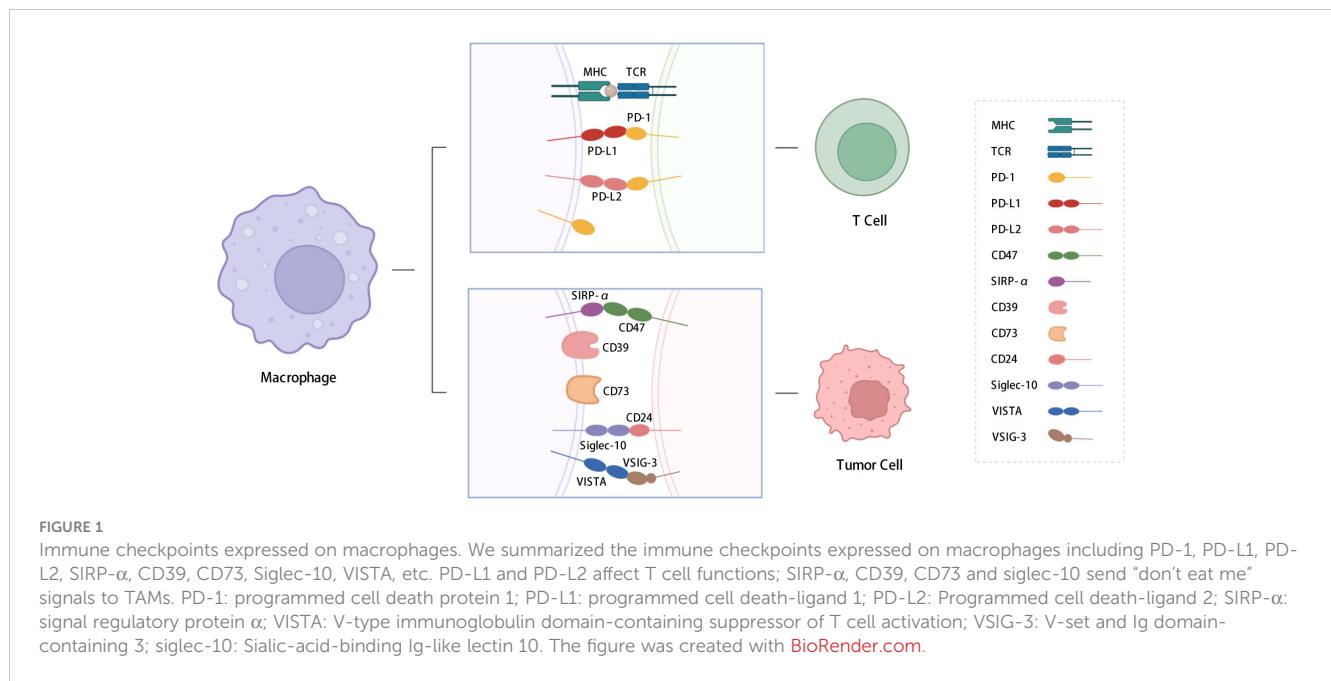 MHC TCR
PD-1
PD-L1
PD-L2
T Cell
Macrophage
SIRP-α
CD47
CD39
CD73
CD24
Siglec-10
VSIG-3
VISTA
Tumor Cell
MHC
TCR
PD-1
PD-L1
PD-L2
CD47
SIRP-α
CD39
CD73
CD24
Siglec-10
VISTA
VSIG-3
FIGURE 1
Immune checkpoints expressed on macrophages. We summarized the immune checkpoints expressed on macrophages including PD-1, PD-L1, PD-
L2, SIRP-α, CD39, CD73, Siglec-10, VISTA, etc. PD-L1 and PD-L2 affect T cell functions; SIRP-α, CD39, CD73 and siglec-10 send “don’t eat me”
signals to TAMs. PD-1: programmed cell death protein 1; PD-L1: programmed cell death-ligand 1; PD-L2: Programmed cell death-ligand 2; SIRP-α:
signal regulatory protein α; VISTA: V-type immunoglobulin domain-containing suppressor of T cell activation; VSIG-3: V-set and Ig domain-
containing 3; siglec-10: Sialic-acid-binding Ig-like lectin 10. The figure was created with BioRender.com.